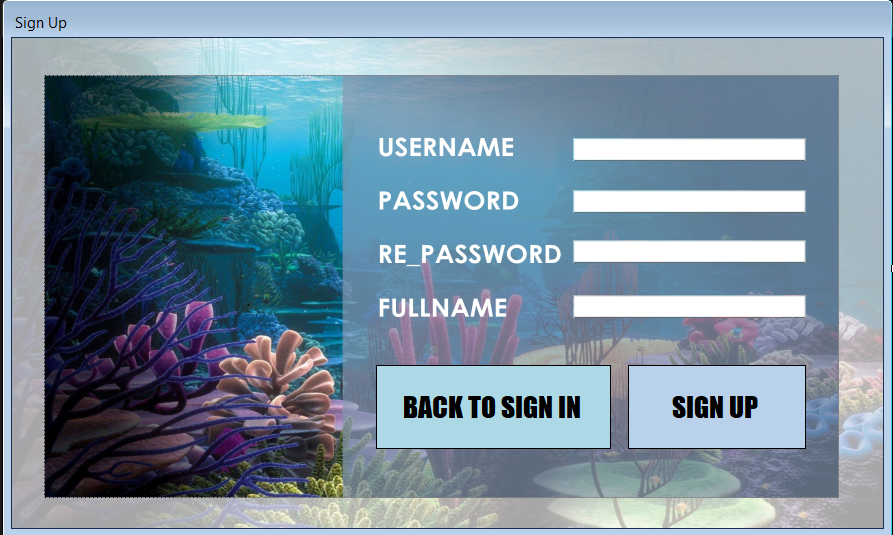 Sign Up
USERNAME
PASSWORD
RE_PASSWORD
FULLNAME
BACK TO SIGN IN
SIGN UP